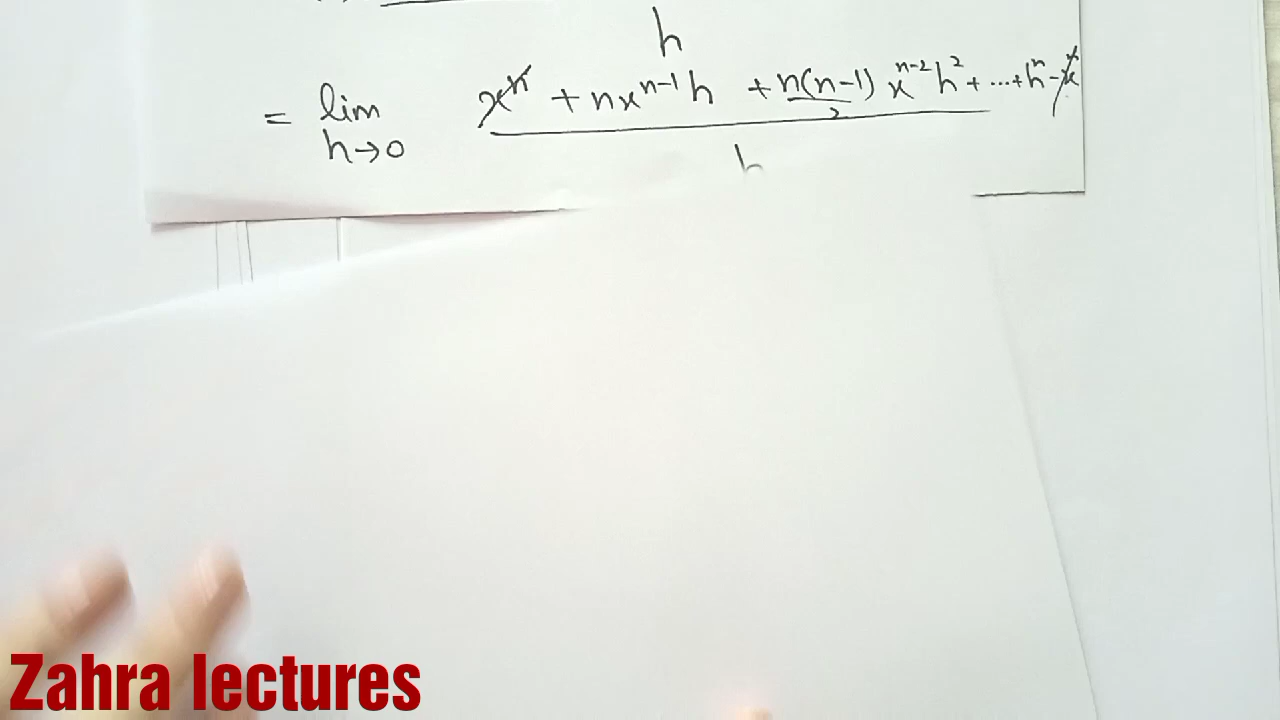 h
= lim x^n + nx^{n-1}h + n(n-1) x^{n-2}h^2 + ... + h^n - x^n
h→0 2
h
Zahra lectures